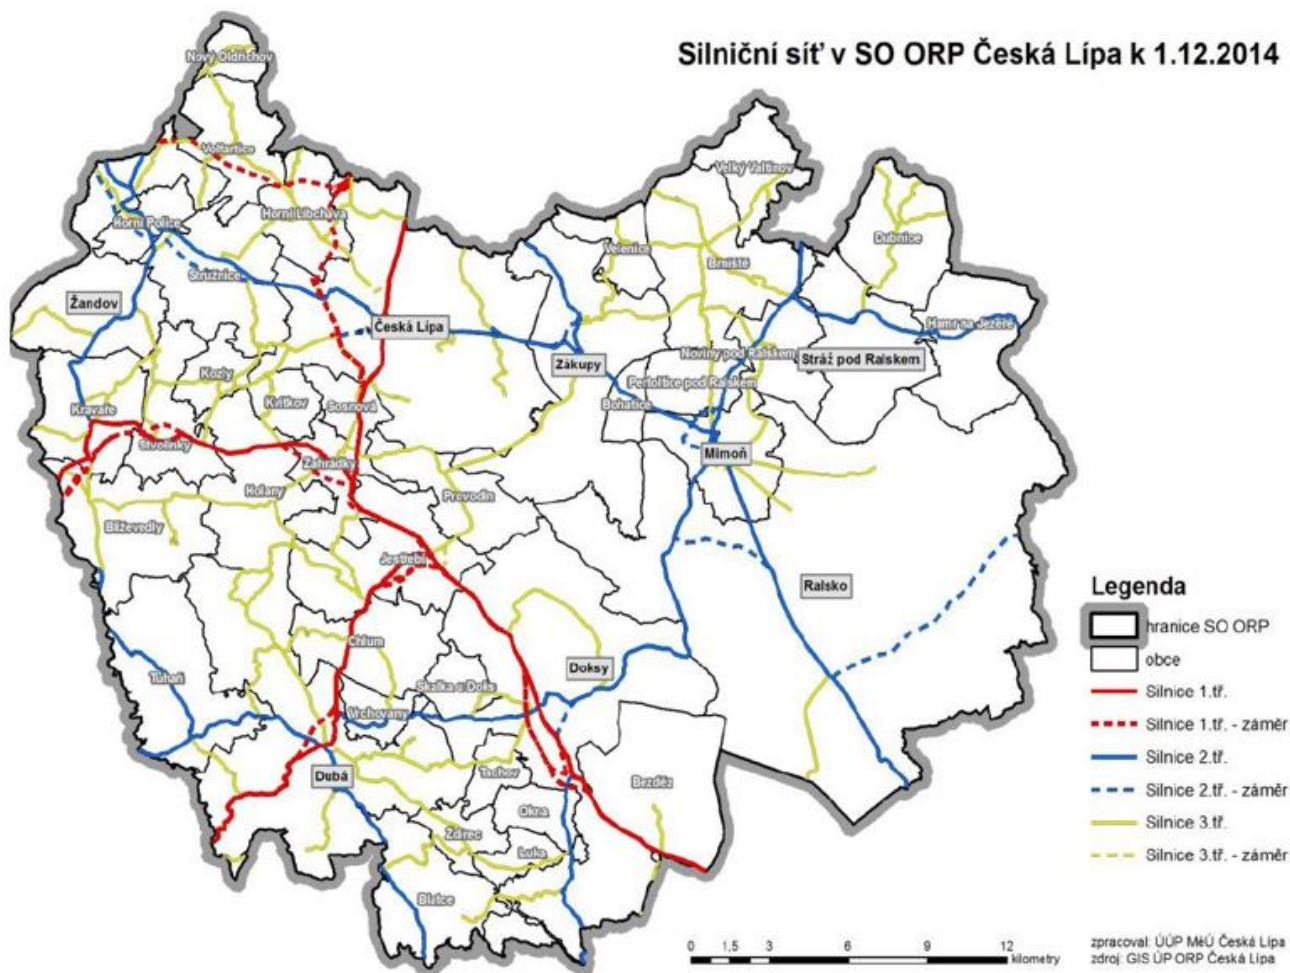 Silniční síť v SO ORP Česká Lípa k 1.12.2014
Nový Oldřichov
Volfartice
Velký Valtinov
Horní Libchava
Horní Police
Dubnice
Velenice
Brniště
Stružnice
Žandov
Česká Lípa
Hamr na Jezeře
Noviny pod Ralskem
Stráž pod Ralskem
Zákupy
Kozly
Pertoltice pod Ralskem
Kvítkov
Sosnová
Bohatice
Kravaře
Stvolínky
Mimoň
Zahrádky
Holany
Provodín
Blíževedly
Jestřebí
Ralsko
Chlum
Doksy
Tuhaň
Skalka u Doks
Vrchovany
Dubá
Tachov
Bezděz
Okna
Ždírec
Luka
Blatce
Legenda
hranice SO ORP
obce
Silnice 1.tř.
Silnice 1.tř. - záměr
Silnice 2.tř.
Silnice 2.tř. - záměr
Silnice 3.tř.
Silnice 3.tř. - záměr
0 1,5 3 6 9 12
kilometry
zpracoval: ÚÚP MěÚ Česká Lípa
zdroj: GIS ÚP ORP Česká Lípa